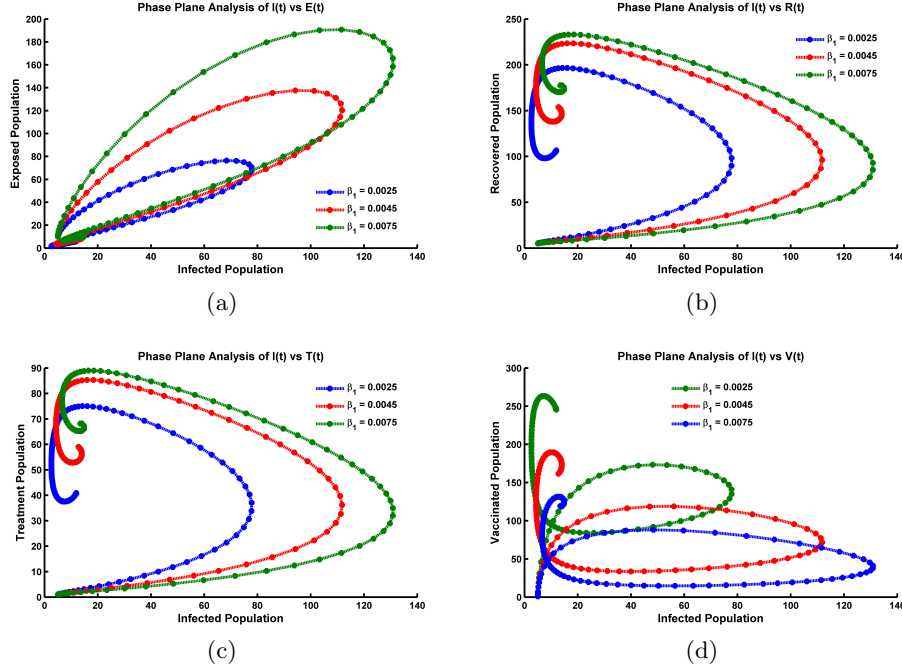 Phase Plane Analysis of I(t) vs E(t)
200
180
160
140
120
100
80
60
40
20
0
Exposed Population
β1 = 0.0025
β1 = 0.0045
β1 = 0.0075
0 20 40 60 80 100 120 140
Infected Population
(a)
Phase Plane Analysis of I(t) vs R(t)
250
200
150
100
50
0
Recovered Population
β1 = 0.0025
β1 = 0.0045
β1 = 0.0075
0 20 40 60 80 100 120 140
Infected Population
(b)
Phase Plane Analysis of I(t) vs T(t)
90
80
70
60
50
40
30
20
10
0
Treatment Population
β1 = 0.0025
β1 = 0.0045
β1 = 0.0075
0 20 40 60 80 100 120 140
Infected Population
(c)
Phase Plane Analysis of I(t) vs V(t)
300
250
200
150
100
50
0
Vaccinated Population
β1 = 0.0025
β1 = 0.0045
β1 = 0.0075
0 20 40 60 80 100 120 140
Infected Population
(d)